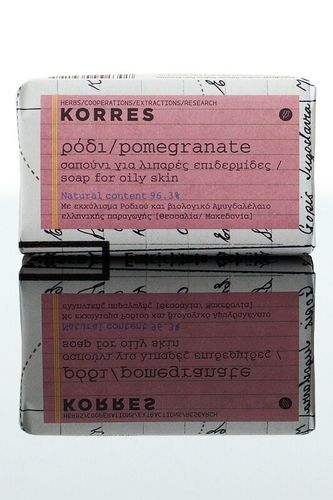 HERBS/COOPERATIONS/EXTRACTIONS/RESEARCH
KORRES
ρόδι/pomegranate
σαπούνι για λιπαρές επιδερμίδες /
soap for oily skin
Natural content 96.3%
Με εκχύλισμα Ροδιού και βιολογικό Αμυγδαλέλαιο
ελληνικής παραγωγής [Θεσσαλία/ Μακεδονία]